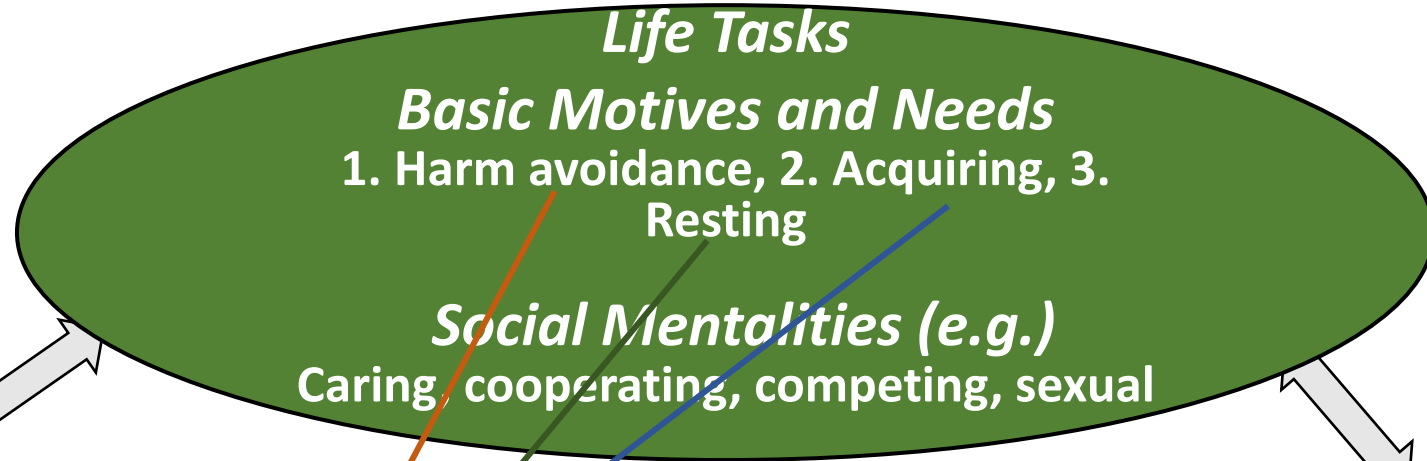 Life Tasks
Basic Motives and Needs
1. Harm avoidance, 2. Acquiring, 3.
Resting
Social Mentalities (e.g.)
Caring, cooperating, competing, sexual